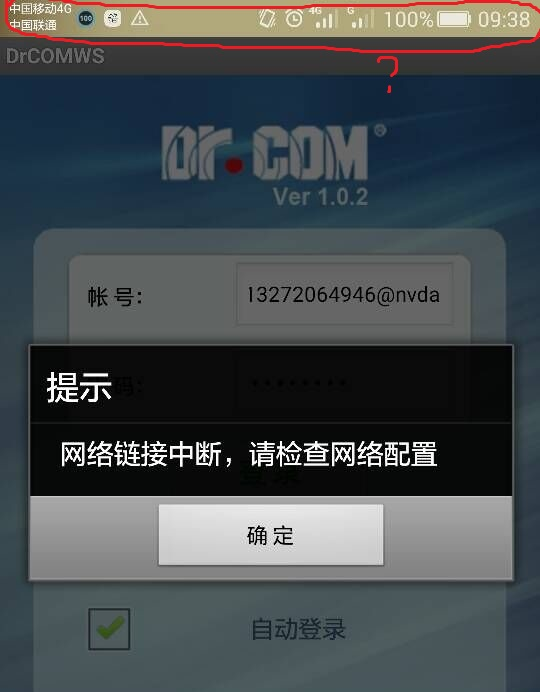 中国移动4G
中国联通
100
4G
G
100%
09:38
DrCOMWS
?
Dr.COM®
Ver 1.0.2
帐 号:
13272064946@nvda
码:
提示
网络链接中断，请检查网络配置
确 定
自动登录